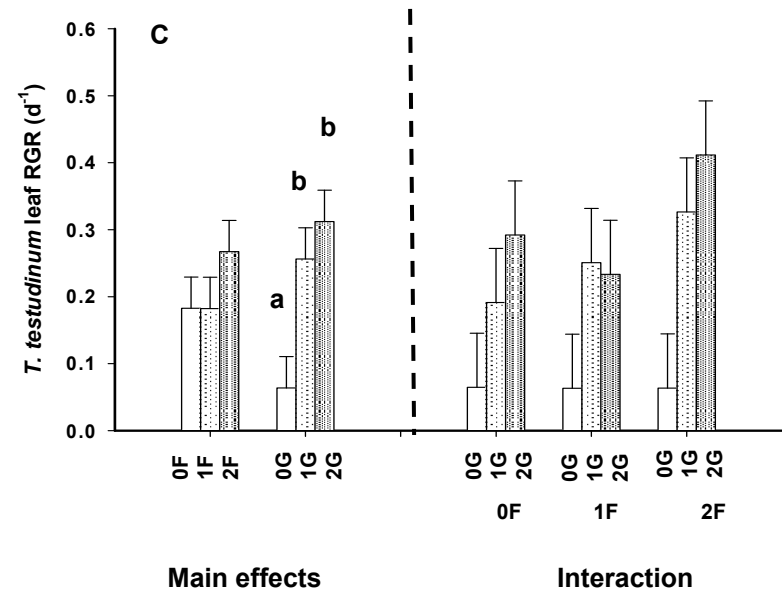 C
T. testudinum leaf RGR (d-1)
0.6
0.5
0.4
0.3
0.2
0.1
0.0
a
b
b
0F
1F
2F
0G
1G
2G
0G
1G
2G
0G
1G
2G
0G
1G
2G
0F 1F 2F
Main effects Interaction